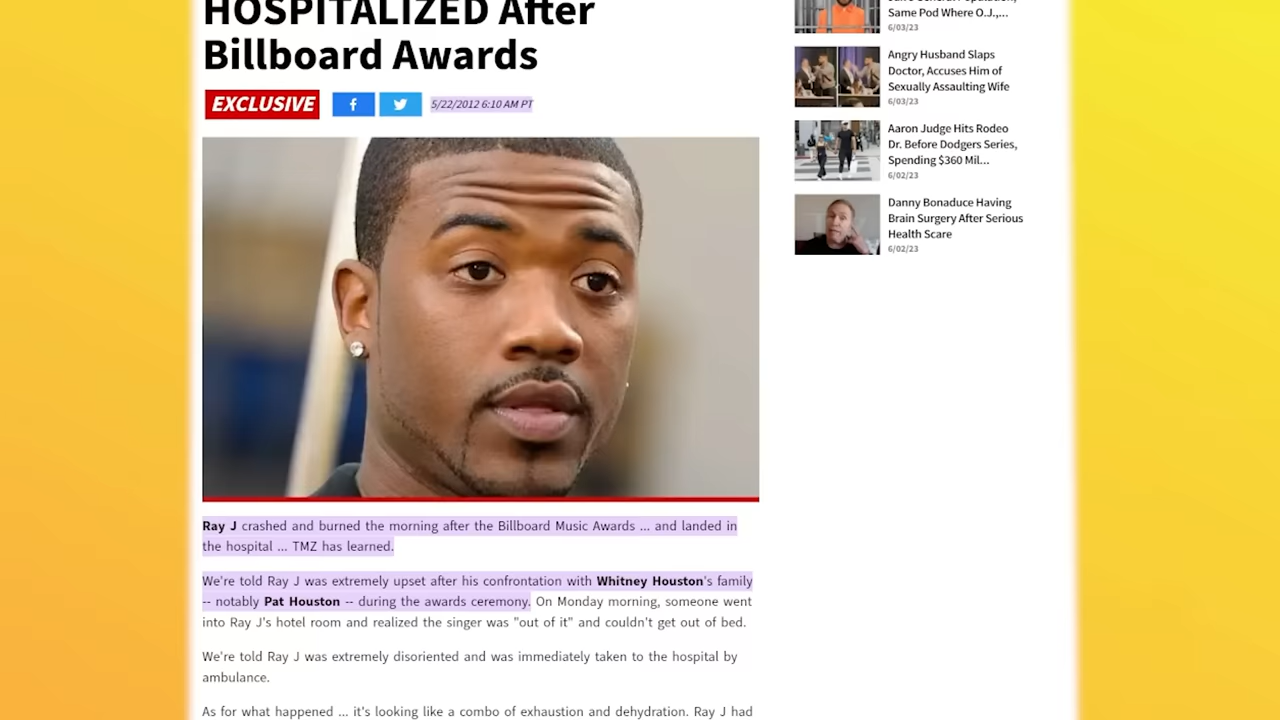 HOSPITALIZED After
Billboard Awards
EXCLUSIVE
5/22/2012 6:10 AM PT
Ray J crashed and burned the morning after the Billboard Music Awards ... and landed in
the hospital ... TMZ has learned.
We're told Ray J was extremely upset after his confrontation with Whitney Houston's family
-- notably Pat Houston -- during the awards ceremony. On Monday morning, someone went
into Ray J's hotel room and realized the singer was "out of it" and couldn't get out of bed.
We're told Ray J was extremely disoriented and was immediately taken to the hospital by
ambulance.
As for what happened ... it's looking like a combo of exhaustion and dehydration. Ray J had
Same Pod Where O.J.,...
6/03/23
Angry Husband Slaps
Doctor, Accuses Him of
Sexually Assaulting Wife
6/03/23
Aaron Judge Hits Rodeo
Dr. Before Dodgers Series,
Spending $360 Mil...
6/02/23
Danny Bonaduce Having
Brain Surgery After Serious
Health Scare
6/02/23